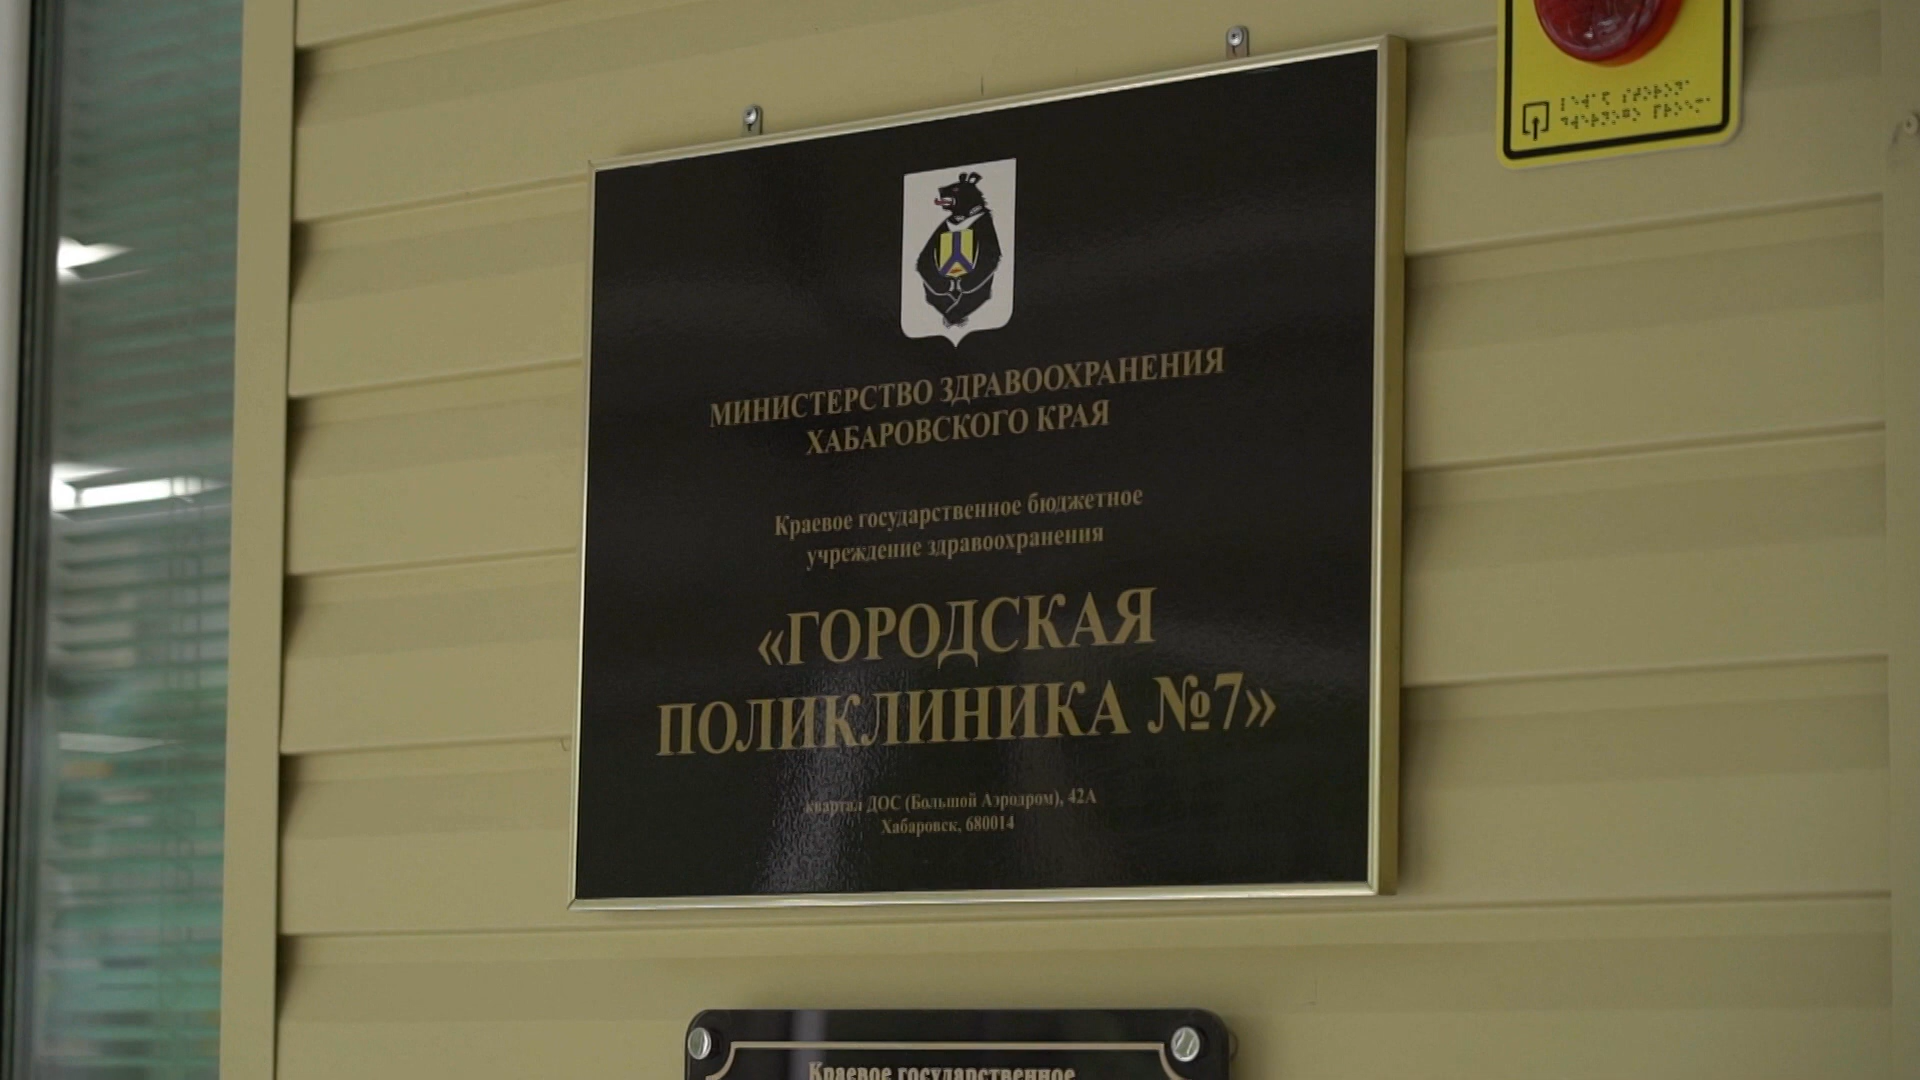 МИНИСТЕРСТВО ЗДРАВООХРАНЕНИЯ
ХАБАРОВСКОГО КРАЯ
Краевое государственное бюджетное
учреждение здравоохранения
«ГОРОДСКАЯ
ПОЛИКЛИНИКА №7»
квартал ДОС (Большой Аэродром), 42А
Хабаровск, 680014
Краевое государственное